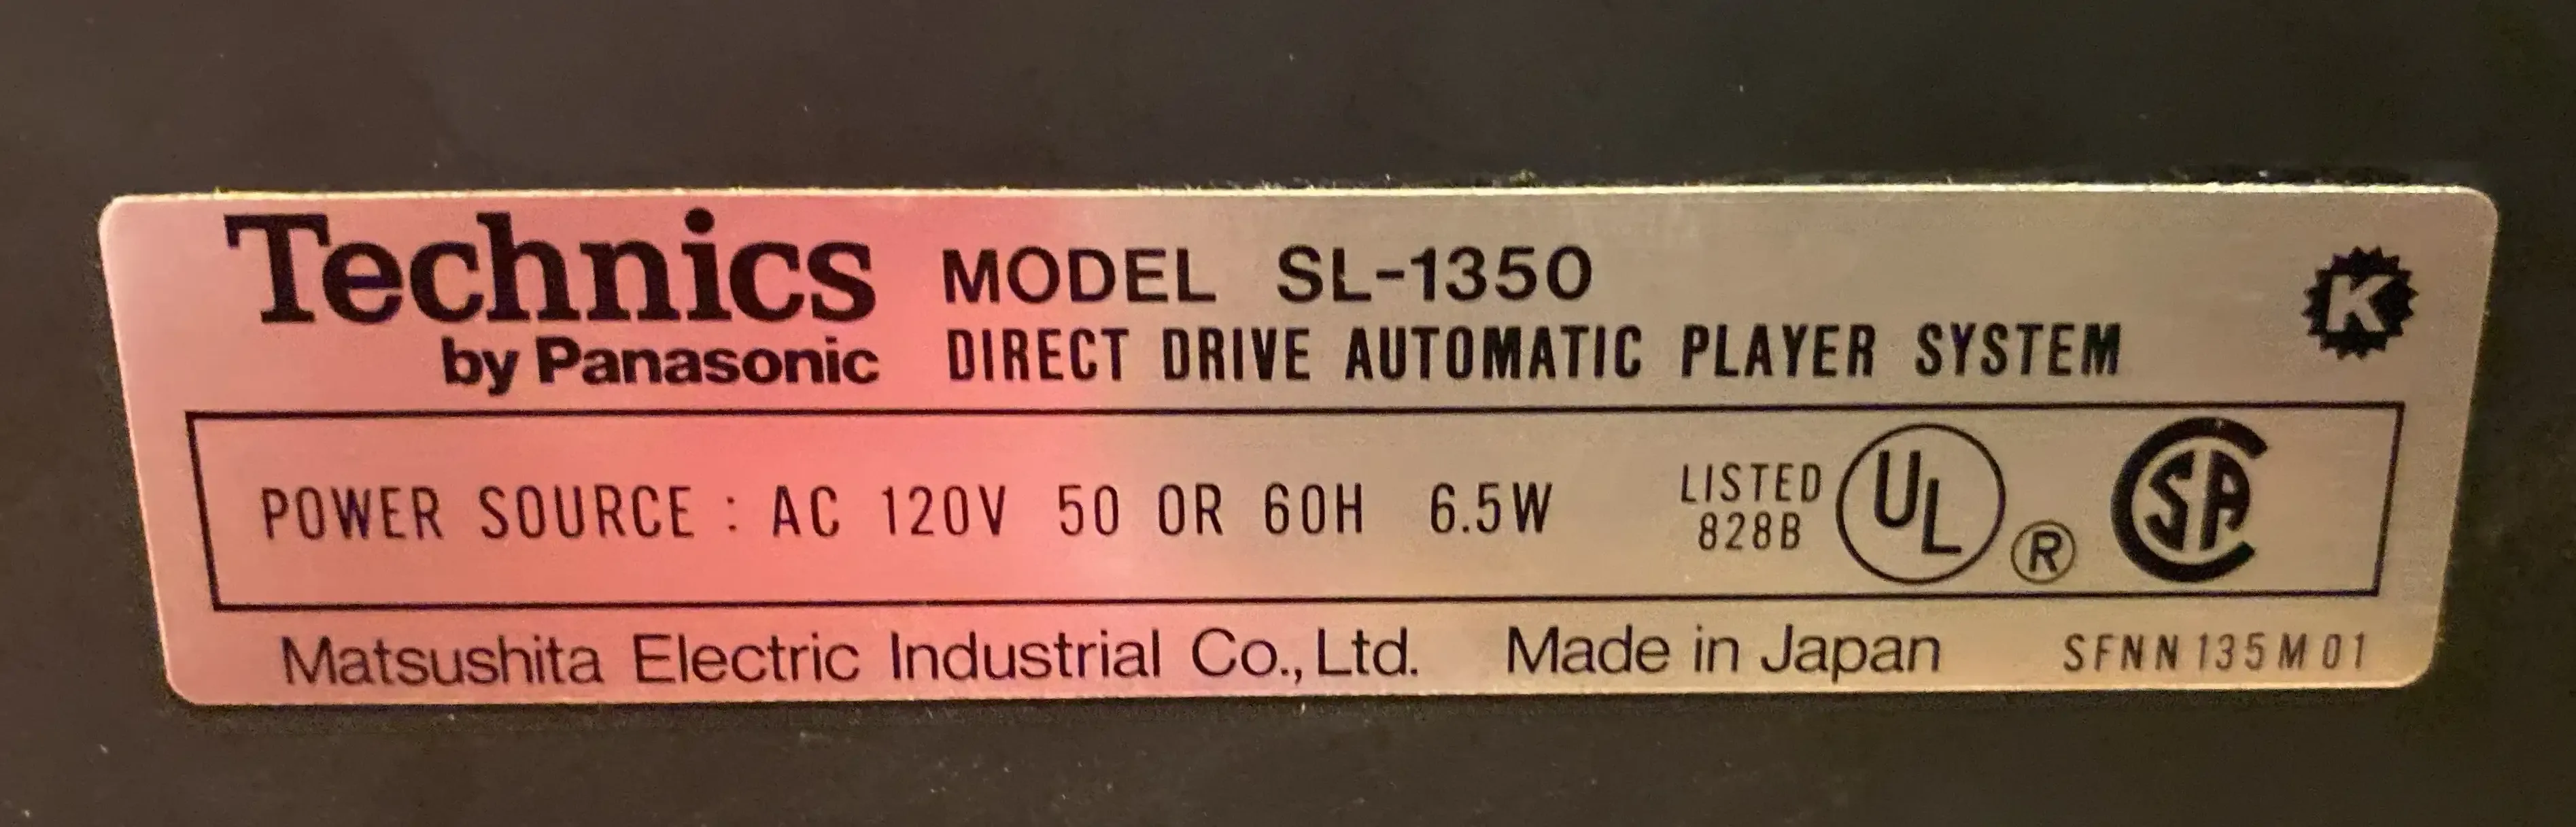 Technics MODEL SL-1350 K
by Panasonic DIRECT DRIVE AUTOMATIC PLAYER SYSTEM
POWER SOURCE : AC 120V 50 OR 60H 6.5W LISTED 828B UL ® SA
Matsushita Electric Industrial Co., Ltd. Made in Japan SFNN135M01